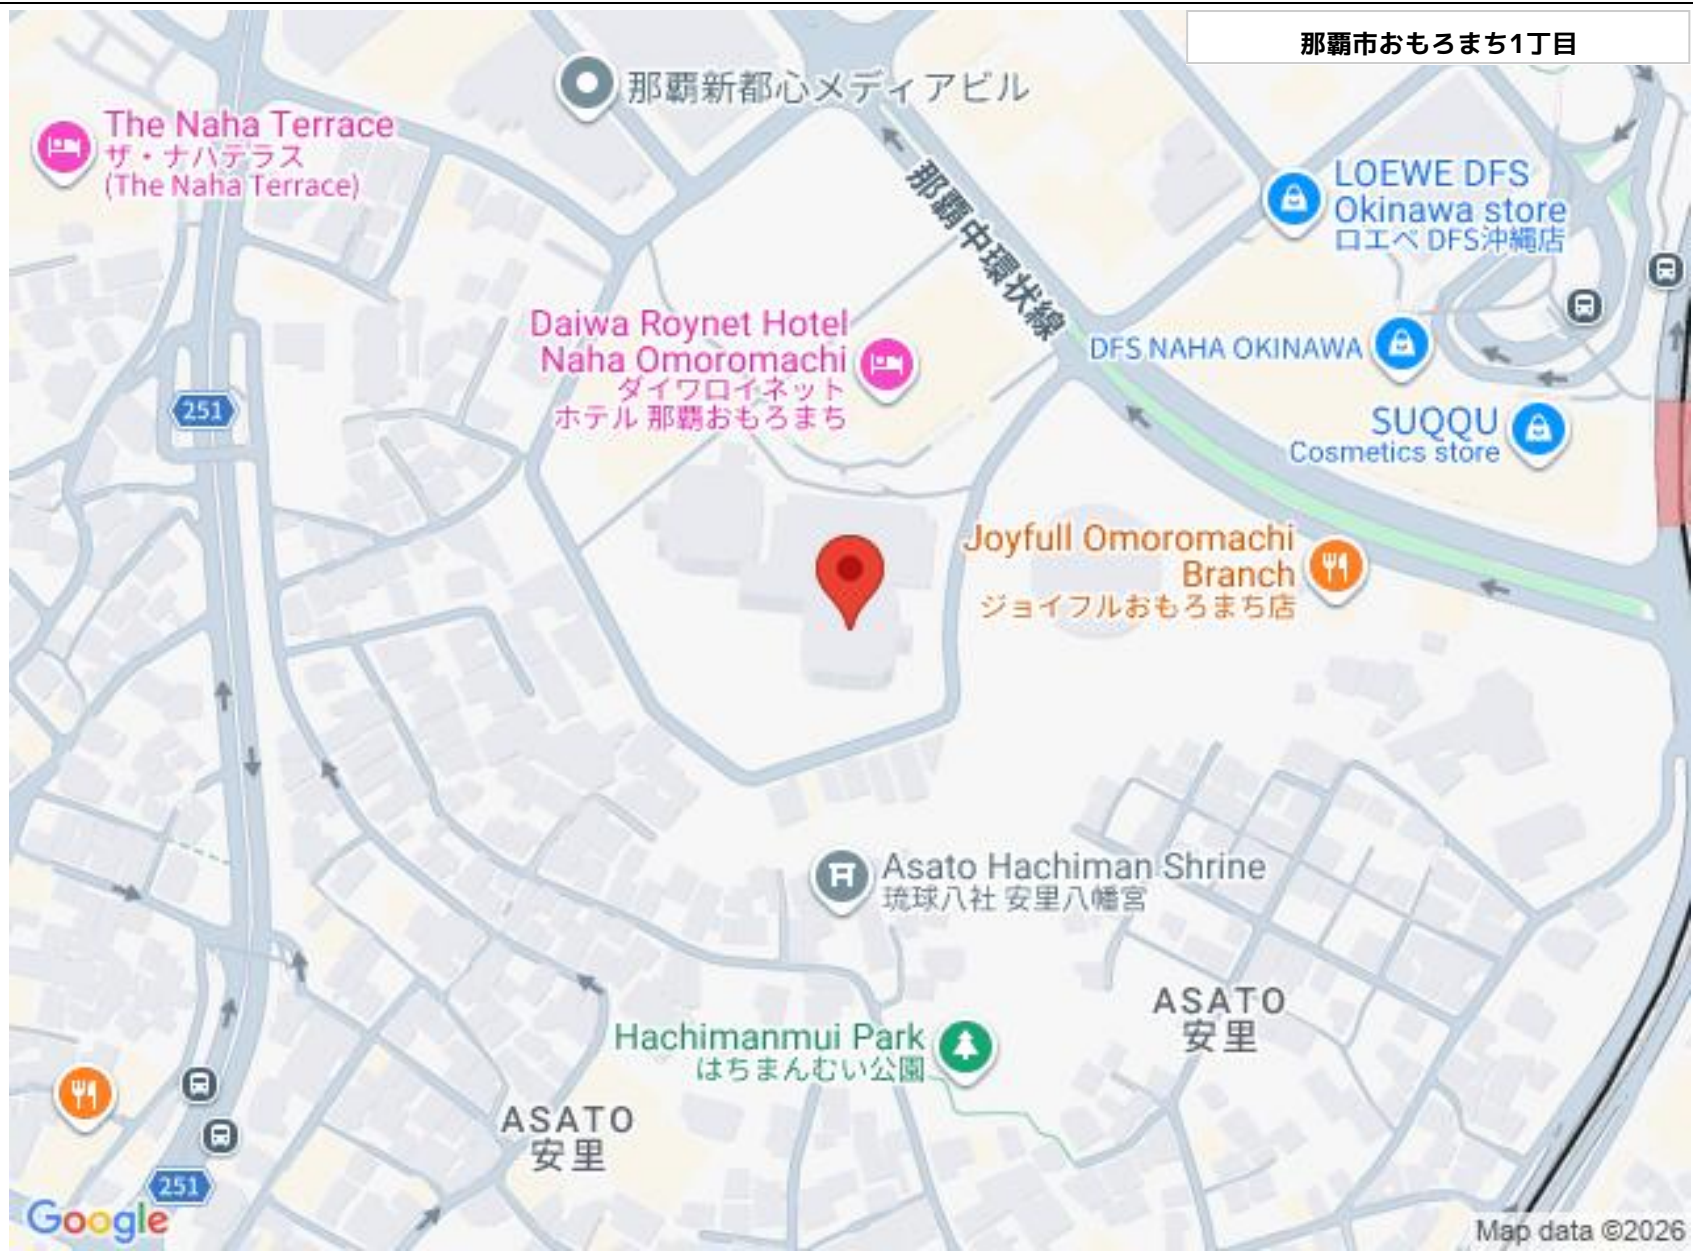 那覇市おもろまち1丁目
那覇新都心メディアビル
The Naha Terrace
ザ・ナハテラス
(The Naha Terrace)
那覇中環状線
LOEWE DFS
Okinawa store
ロエベ DFS沖縄店
Daiwa Roynet Hotel
Naha Omoromachi
ダイワロイネット
ホテル 那覇おもろまち
DFS NAHA OKINAWA
251
SUQQU
Cosmetics store
Joyfull Omoromachi
Branch
ジョイフルおもろまち店
Asato Hachiman Shrine
琉球八社 安里八幡宮
ASATO
安里
Hachimanmui Park
はちまんむい公園
ASATO
安里
251
Google
Map data ©2026